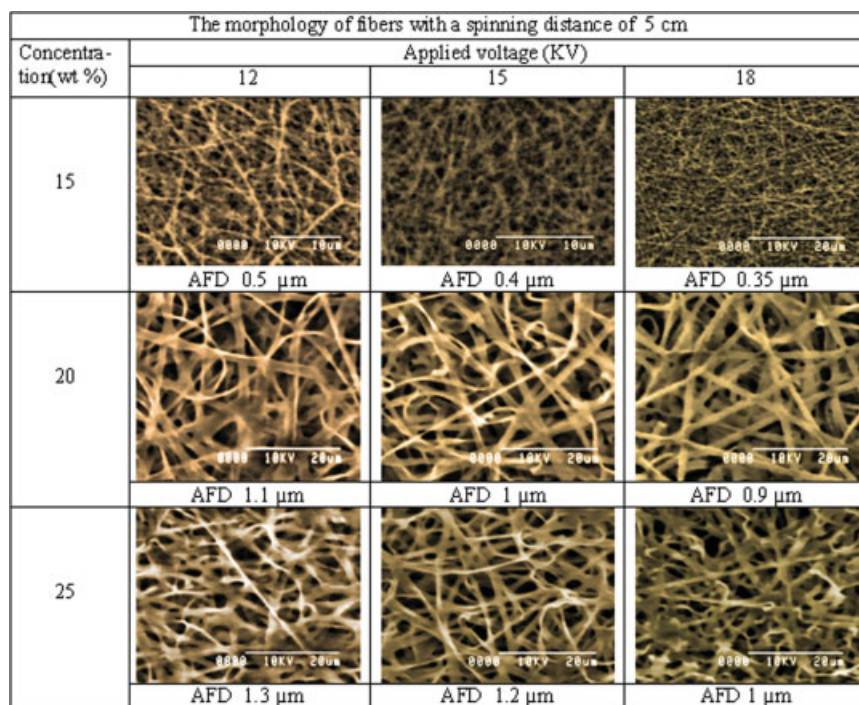 The morphology of fibers with a spinning distance of 5 cm
Concentra-
tion(wt %)
Applied voltage (KV)
12 15 18
15
0000 10KV 10um
0000 10KV 10um
0000 10KV 20um
AFD 0.5 µm AFD 0.4 µm AFD 0.35 µm
20
0000 10KV 20um
0000 10KV 20um
0000 10KV 20um
AFD 1.1 µm AFD 1 µm AFD 0.9 µm
25
0000 10KV 20um
0000 10KV 20um
0000 10KV 20um
AFD 1.3 µm AFD 1.2 µm AFD 1 µm